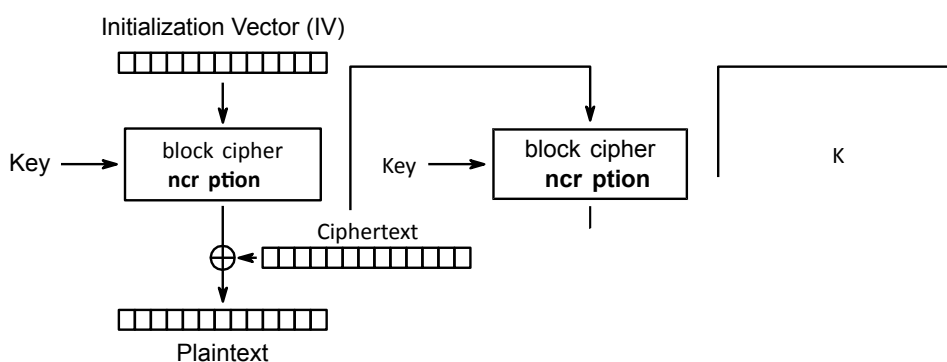 Initialization Vector (IV)
Key
block cipher
ncr ption
Key
block cipher
ncr ption
K
Ciphertext
Plaintext